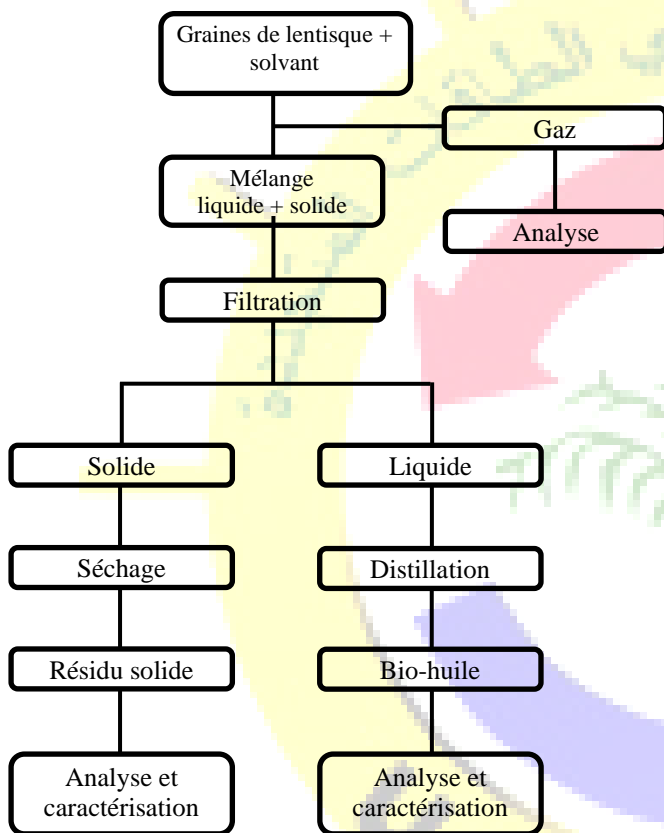 Graines de lentisque +
solvant
Gaz
Mélange
liquide + solide
Analyse
Filtration
Solide
Liquide
Séchage
Distillation
Résidu solide
Bio-huile
Analyse et
caractérisation
Analyse et
caractérisation